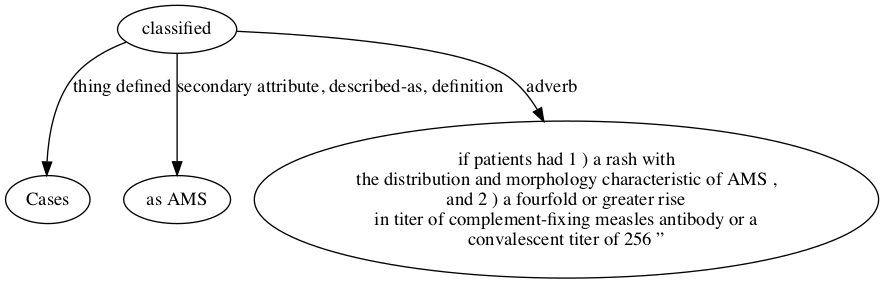 classified
thing defined
secondary attribute, described-as, definition
adverb
Cases
as AMS
if patients had 1 ) a rash with
the distribution and morphology characteristic of AMS ,
and 2 ) a fourfold or greater rise
in titer of complement-fixing measles antibody or a
convalescent titer of 256 ”